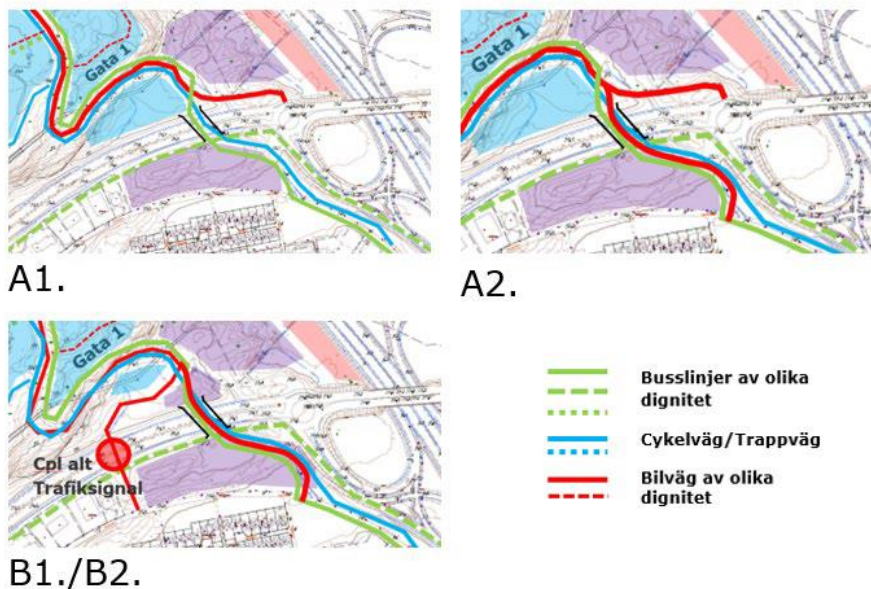 Gata 1
A1.
Gata 1
A2.
Gata 1
Cpl alt
Trafiksignal
B1./B2.
Busslinjer av olika
dignitet
Cykelväg/Trappväg
Bilväg av olika
dignitet